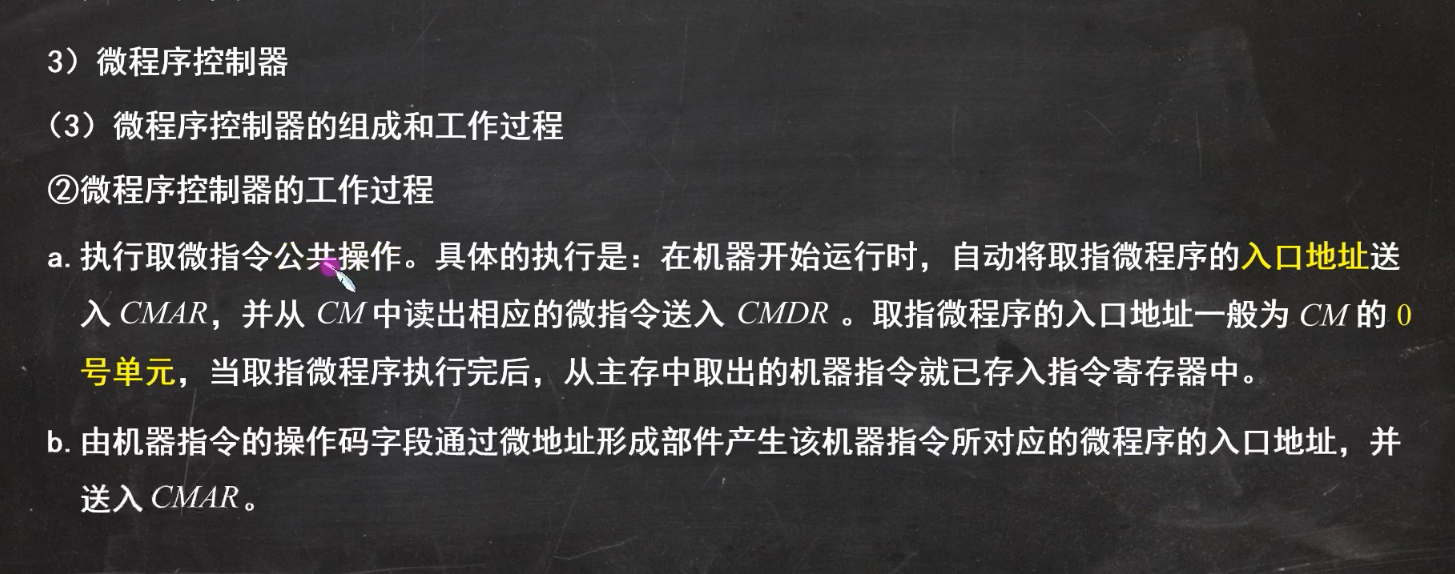 3）微程序控制器
（3）微程序控制器的组成和工作过程
②微程序控制器的工作过程
a. 执行取微指令公共操作。具体的执行是：在机器开始运行时，自动将取指微程序的入口地址送
入 CMAR，并从 CM 中读出相应的微指令送入 CMDR 。取指微程序的入口地址一般为 CM 的 0
号单元，当取指微程序执行完后，从主存中取出的机器指令就已存入指令寄存器中。
b. 由机器指令的操作码字段通过微地址形成部件产生该机器指令所对应的微程序的入口地址，并
送入 CMAR。